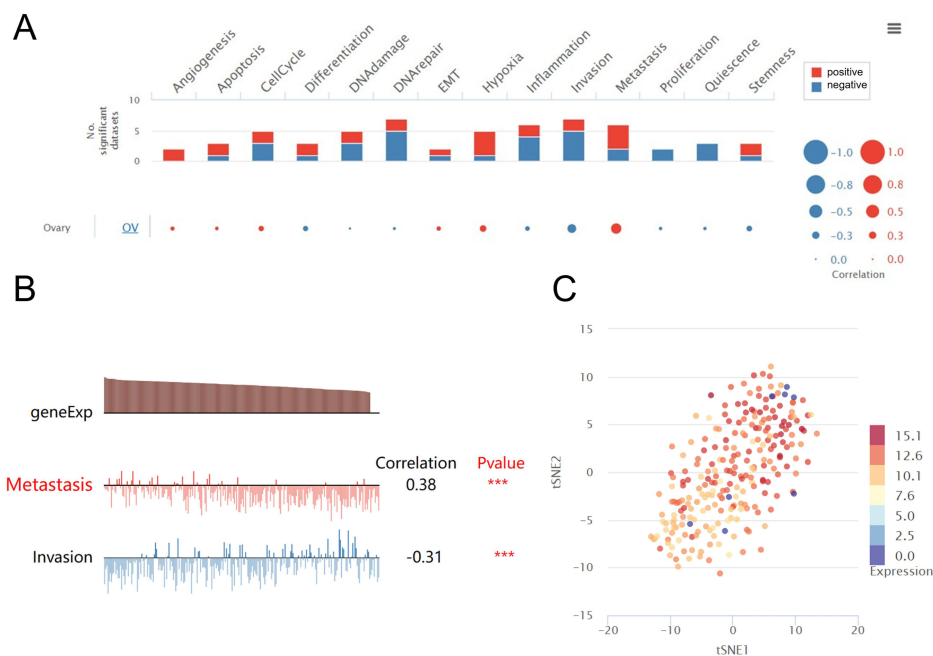 A
Angiogenesis
Apoptosis
CellCycle
Differentiation
DNAdamage
DNArepair
EMT
Hypoxia
Inflammation
Invasion
Metastasis
Proliferation
Quiescence
Stemness
positive
negative
No.
significant
datasets
10
5
0
Ovary OV
-1.0 1.0
-0.8 0.8
-0.5 0.5
-0.3 0.3
0.0 0.0
Correlation
B
geneExp
Correlation Pvalue
Metastasis 0.38 ***
Invasion -0.31 ***
C
15
10
5
0
-5
-10
-15
tSNE2
-20 -10 0 10 20
tSNE1
15.1
12.6
10.1
7.6
5.0
2.5
0.0
Expression